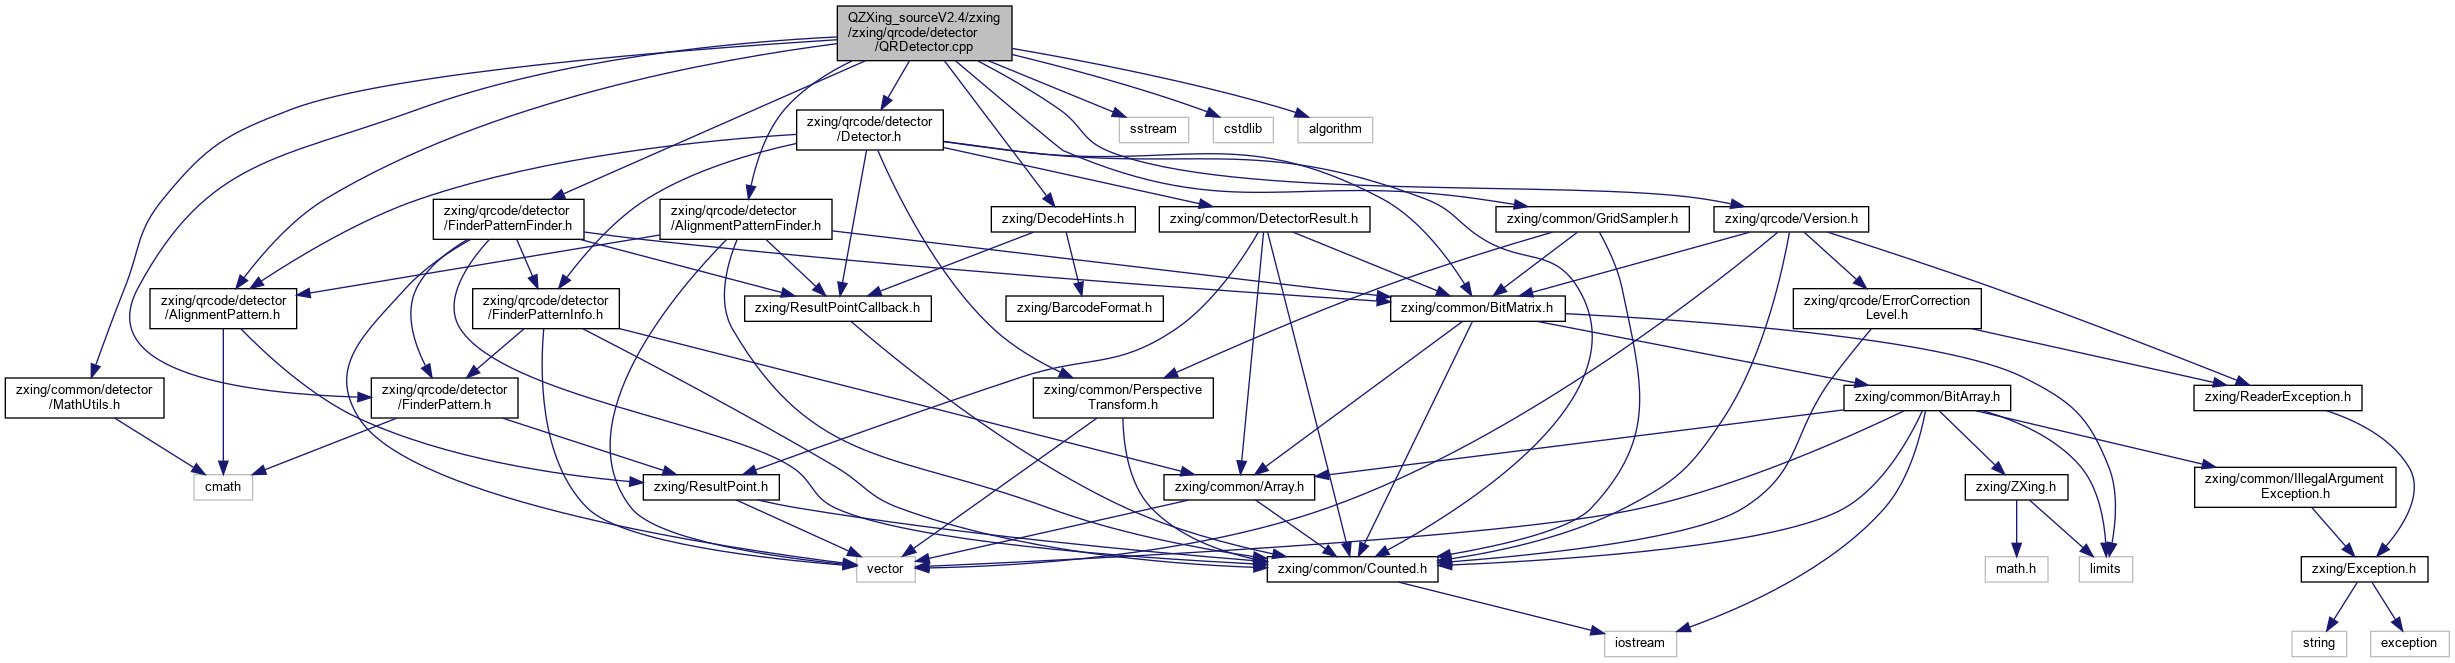 QZXing_sourceV2.4/zxing
/zxing/qrcode/detector
/QRDetector.cpp
zxing/qrcode/detector
/Detector.h
sstream
cstdlib
algorithm
zxing/qrcode/detector
/FinderPatternFinder.h
zxing/qrcode/detector
/AlignmentPatternFinder.h
zxing/DecodeHints.h
zxing/common/DetectorResult.h
zxing/common/GridSampler.h
zxing/qrcode/Version.h
zxing/qrcode/detector
/AlignmentPattern.h
zxing/qrcode/detector
/FinderPatternInfo.h
zxing/ResultPointCallback.h
zxing/BarcodeFormat.h
zxing/common/BitMatrix.h
zxing/qrcode/ErrorCorrection
Level.h
zxing/common/detector
/MathUtils.h
zxing/qrcode/detector
/FinderPattern.h
zxing/common/Perspective
Transform.h
zxing/common/BitArray.h
zxing/ReaderException.h
cmath
zxing/ResultPoint.h
zxing/common/Array.h
zxing/ZXing.h
zxing/common/IllegalArgument
Exception.h
vector
zxing/common/Counted.h
math.h
limits
zxing/Exception.h
iostream
string
exception